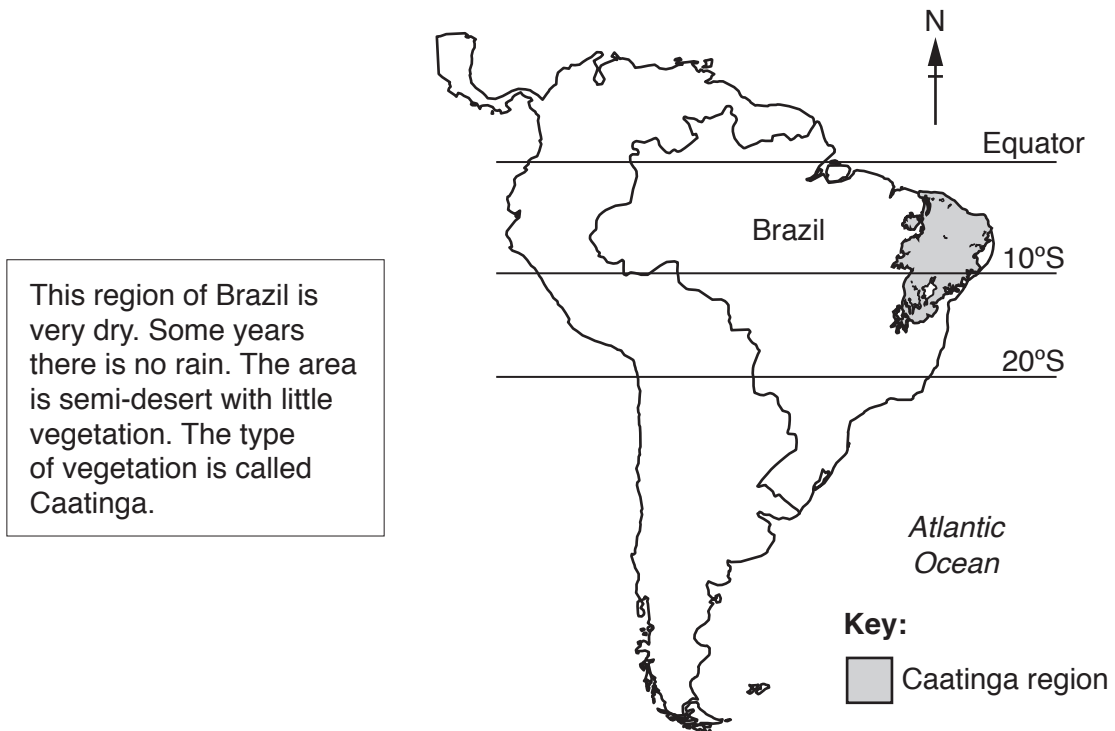 This region of Brazil is
very dry. Some years
there is no rain. The area
is semi-desert with little
vegetation. The type
of vegetation is called
Caatinga.
N
Equator
Brazil
10ºS
20ºS
Atlantic
Ocean
Key:
Caatinga region